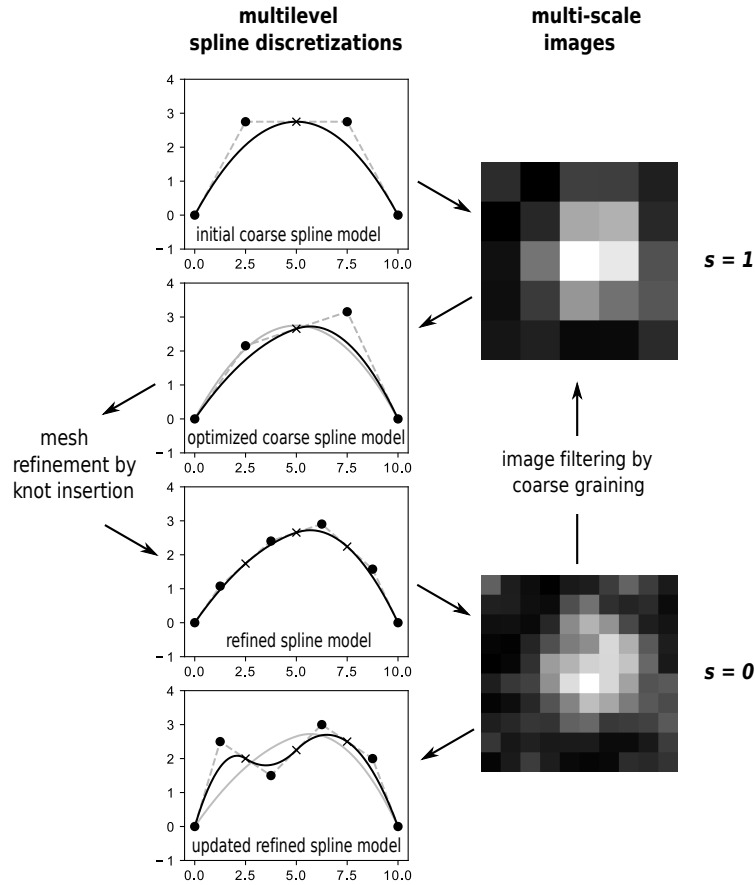 multilevel
spline discretizations
multi-scale
images
4
3
2
1
0
−1
0.0 2.5 5.0 7.5 10.0
initial coarse spline model
s = 1
4
3
2
1
0
−1
0.0 2.5 5.0 7.5 10.0
optimized coarse spline model
mesh
refinement by
knot insertion
image filtering by
coarse graining
4
3
2
1
0
−1
0.0 2.5 5.0 7.5 10.0
refined spline model
s = 0
4
3
2
1
0
−1
0.0 2.5 5.0 7.5 10.0
updated refined spline model